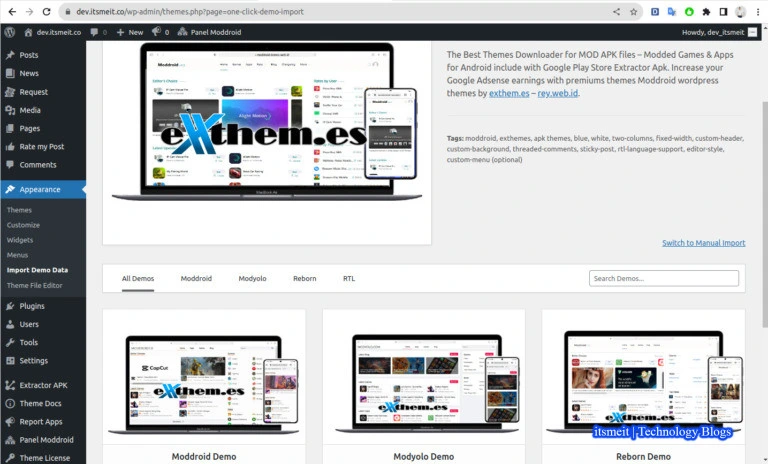 dev.itsmeit.co/wp-admin/themes.php?page=one-click-demo-import
dev_itsmeit.co 6 0 New 0 Panel Moddroid Howdy, dev_itsmeit
Posts
News
Request
Media
Pages
Rate my Post
Comments
Appearance
Themes
Customize
Widgets
Menus
Import Demo Data
Theme File Editor
Plugins
Users
Tools
Settings
Extractor APK
Theme Docs
Report Apps
Panel Moddroid
Theme License
exthem.es
MacBook Air
The Best Themes Downloader for MOD APK files – Modded Games & Apps
for Android include with Google Play Store Extractor Apk. Increase your
Google Adsense earnings with premiums themes Moddroid wordpress
themes by exthem.es – rey.web.id.
Tags: moddroid, exthemes, apk themes, blue, white, two-columns, fixed-width, custom-header,
custom-background, threaded-comments, sticky-post, rtl-language-support, editor-style,
custom-menu (optional)
Switch to Manual Import
All Demos Moddroid Modyolo Reborn RTL Search Demos...
CapCut
exthem.es
exthem.es
exthem.es
Moddroid Demo
Modyolo Demo
Reborn Demo
itsmeit | Technology Blogs